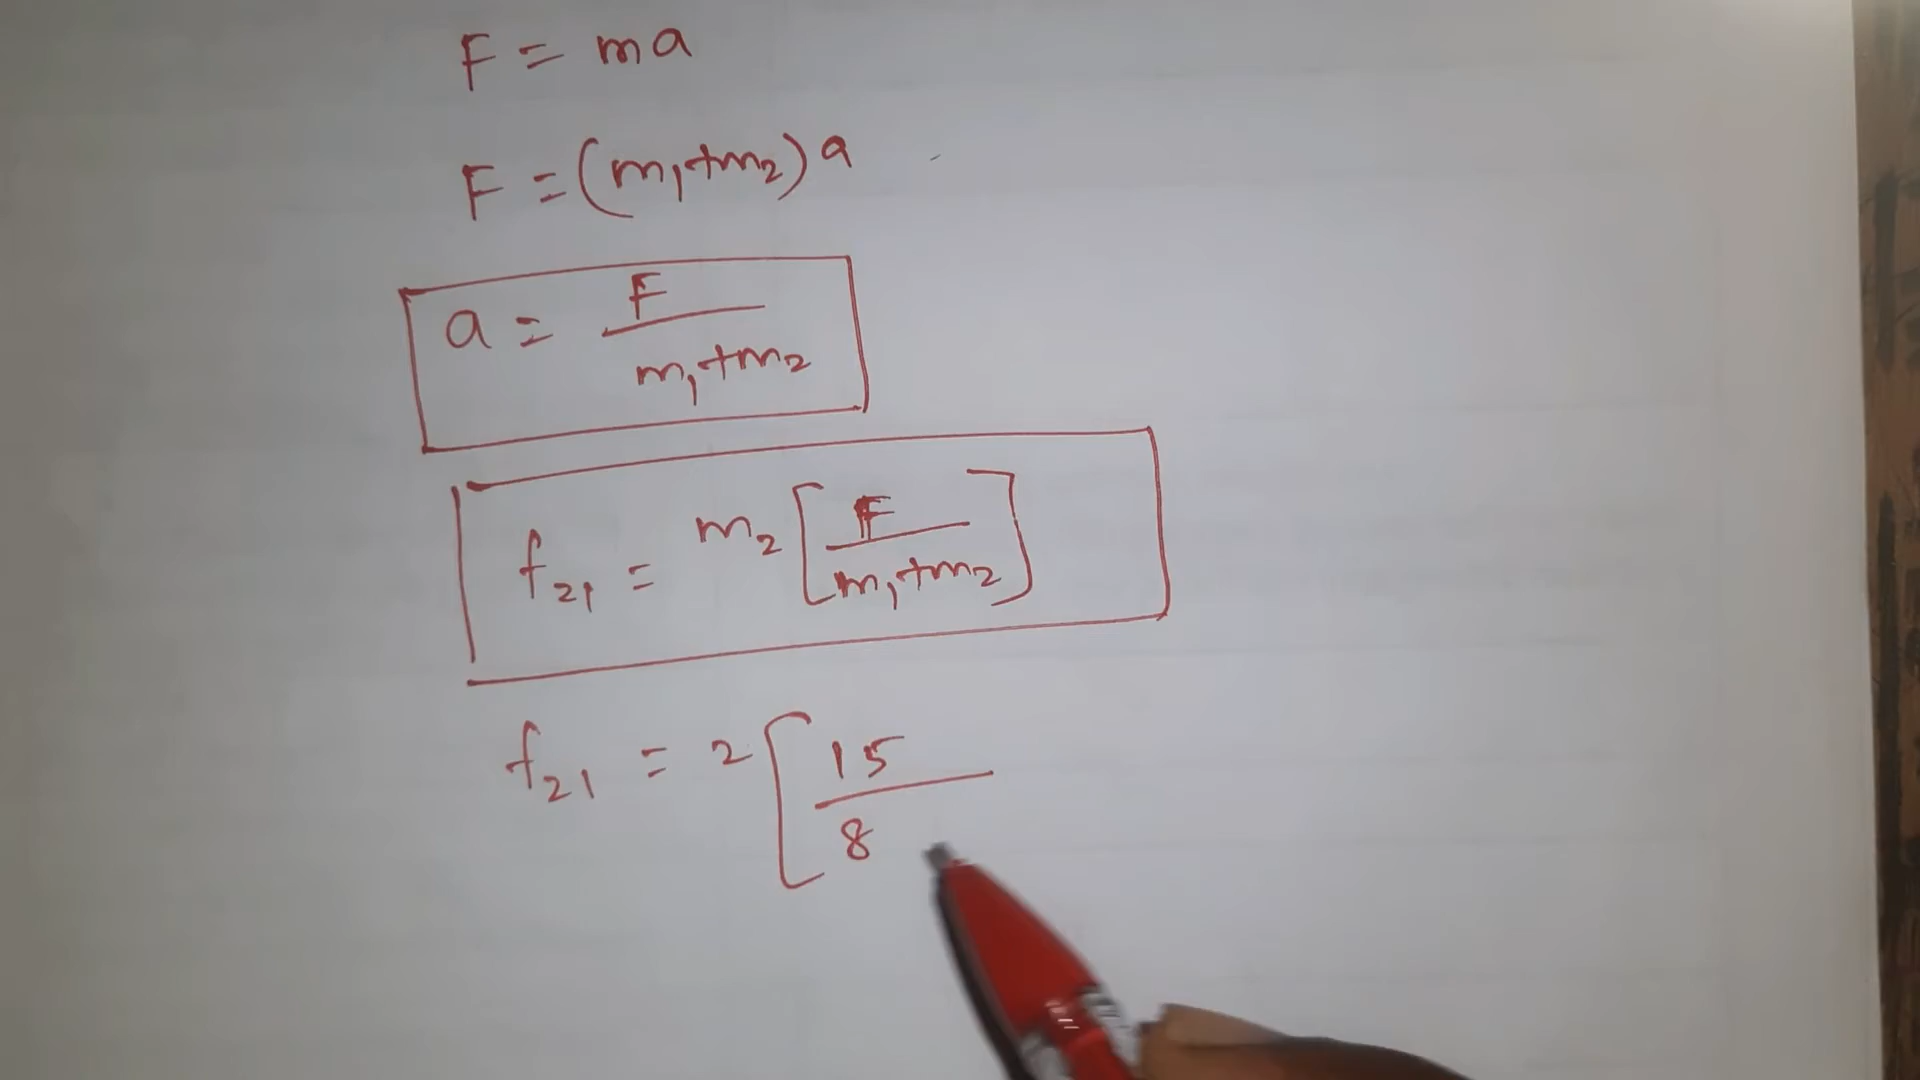 F = ma
F = (m₁+m₂)a
a = F / m₁+m₂
f₂₁ = m₂[F / m₁+m₂]
f₂₁ = 2[15 / 8